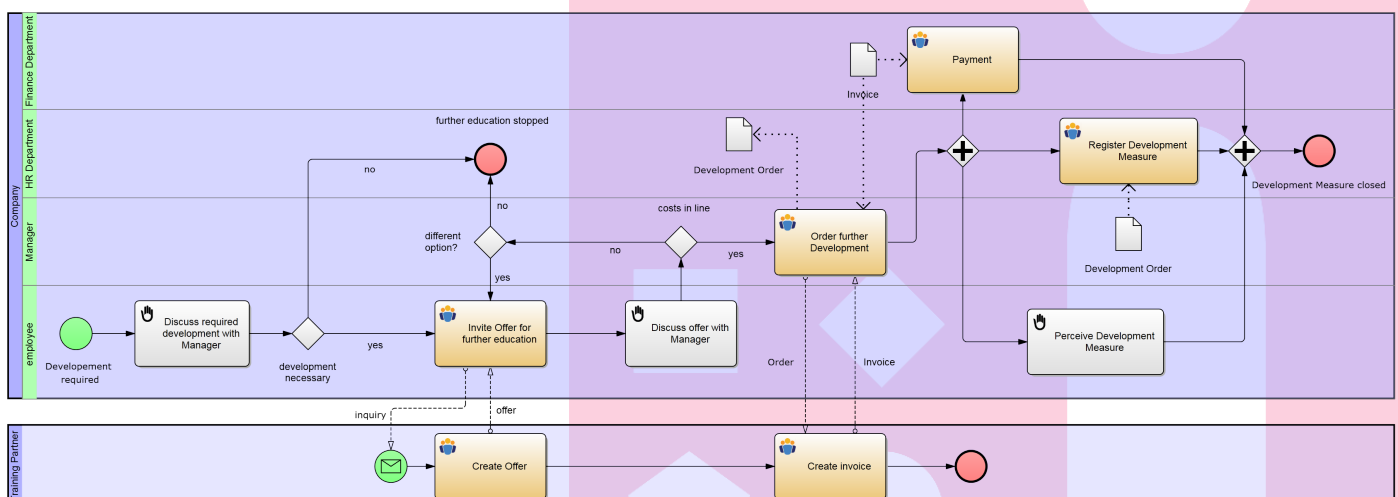 Company
Finance Department
HR Department
Manager
employee
Payment
Invoice
further education stopped
Development Order
Register Development
Measure
Development Measure closed
no
no
costs in line
different
option?
no
yes
Order further
Development
Development Order
yes
Developement
required
Discuss required
development with
Manager
development
necessary
yes
Invite Offer for
further education
Discuss offer with
Manager
Perceive Development
Measure
Order
Invoice
inquiry
offer
raining Partner
Create Offer
Create invoice